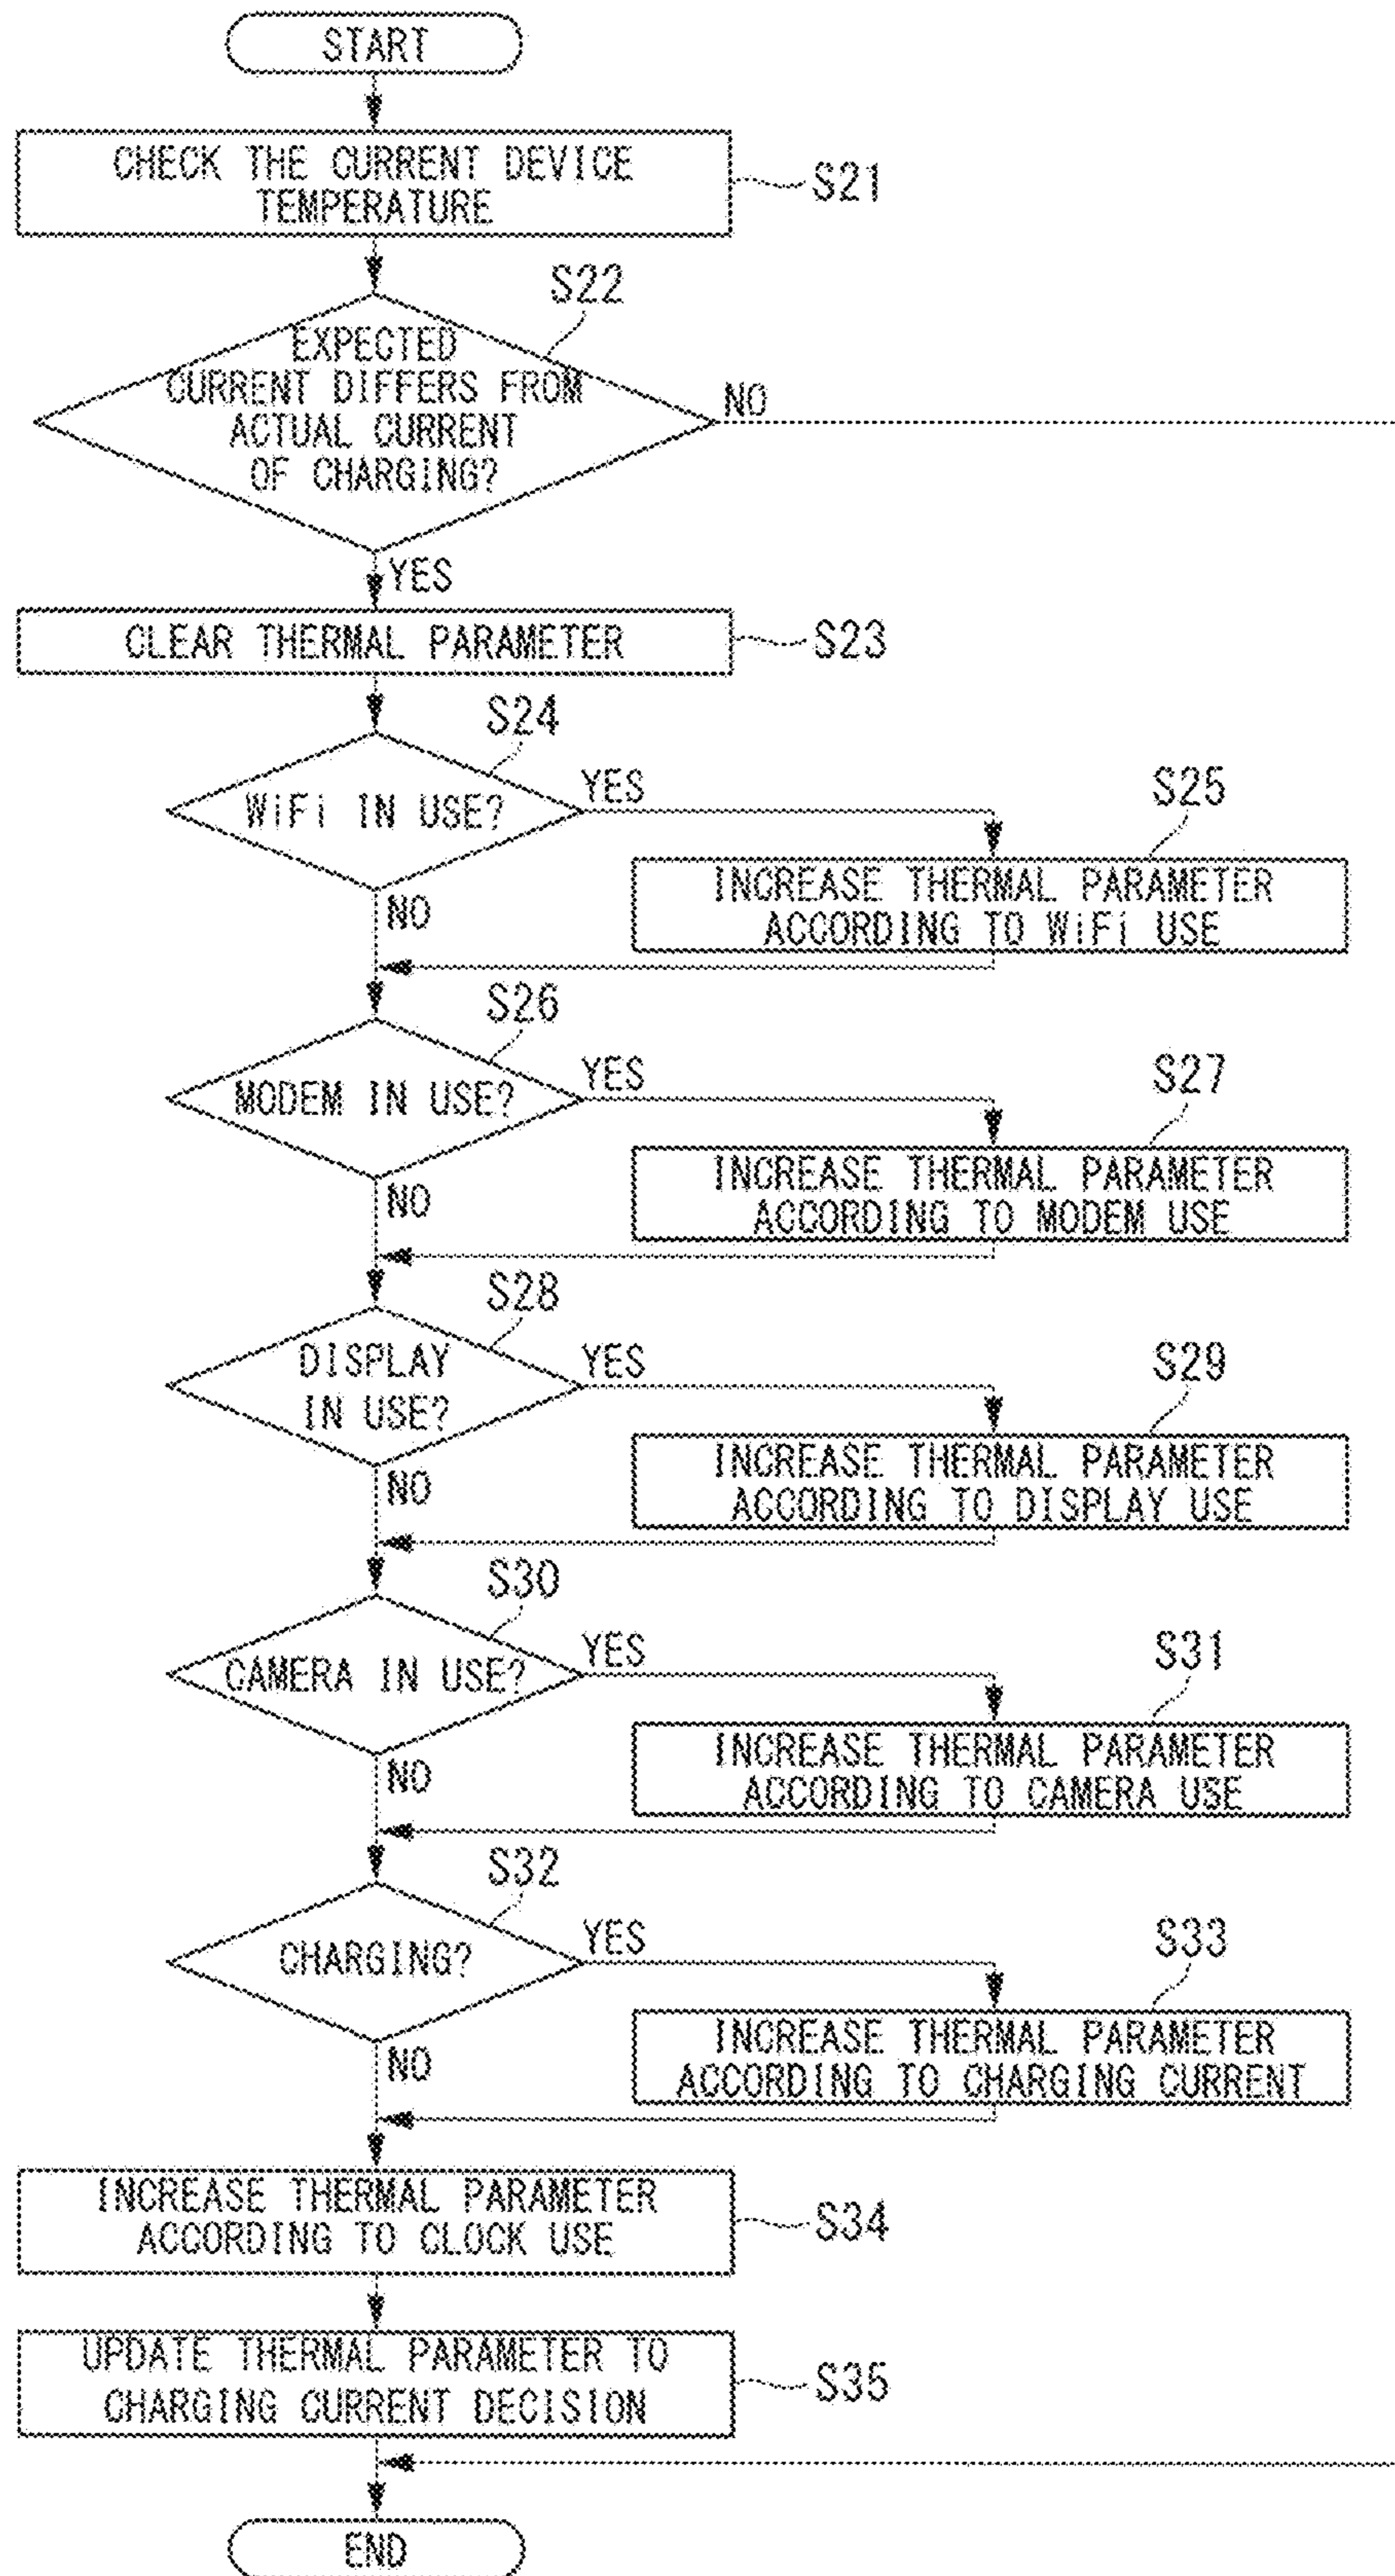 START
CHECK THE CURRENT DEVICE
TEMPERATURE
S21
S22
EXPECTED
CURRENT DIFFERS FROM
ACTUAL CURRENT
OF CHARGING?
NO
YES
CLEAR THERMAL PARAMETER
S23
S24
WiFi IN USE?
YES
S25
INCREASE THERMAL PARAMETER
ACCORDING TO WiFi USE
NO
S26
MODEM IN USE?
YES
S27
INCREASE THERMAL PARAMETER
ACCORDING TO MODEM USE
NO
S28
DISPLAY
IN USE?
YES
S29
INCREASE THERMAL PARAMETER
ACCORDING TO DISPLAY USE
NO
S30
CAMERA IN USE?
YES
S31
INCREASE THERMAL PARAMETER
ACCORDING TO CAMERA USE
NO
S32
CHARGING?
YES
S33
INCREASE THERMAL PARAMETER
ACCORDING TO CHARGING CURRENT
NO
INCREASE THERMAL PARAMETER
ACCORDING TO CLOCK USE
S34
UPDATE THERMAL PARAMETER TO
CHARGING CURRENT DECISION
S35
END